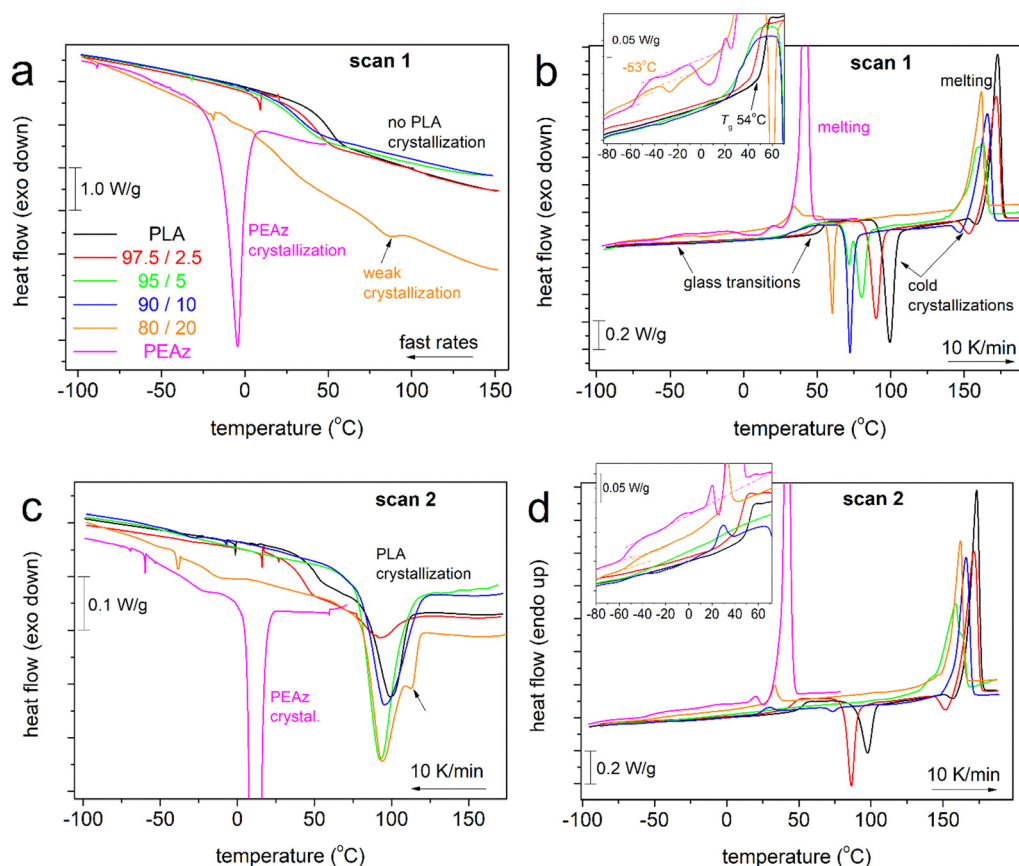 a
scan 1
no PLA
crystallization
1.0 W/g
PLA
97.5 / 2.5
95 / 5
90 / 10
80 / 20
PEAz
PEAz
crystallization
weak
crystallization
fast rates
heat flow (exo down)
-100 -50 0 50 100 150
temperature (°C)
b
scan 1
0.05 W/g
-53°C
Tg 54°C
-80 -60 -40 -20 0 20 40 60
melting
melting
glass transitions
cold
crystallizations
0.2 W/g
10 K/min
heat flow (exo down)
-100 -50 0 50 100 150
temperature (°C)
c
scan 2
PLA
crystallization
0.1 W/g
PEAz
crystal.
10 K/min
heat flow (exo down)
-100 -50 0 50 100 150
temperature (°C)
d
scan 2
0.05 W/g
-80 -60 -40 -20 0 20 40 60
0.2 W/g
10 K/min
heat flow (endo up)
-100 -50 0 50 100 150
temperature (°C)